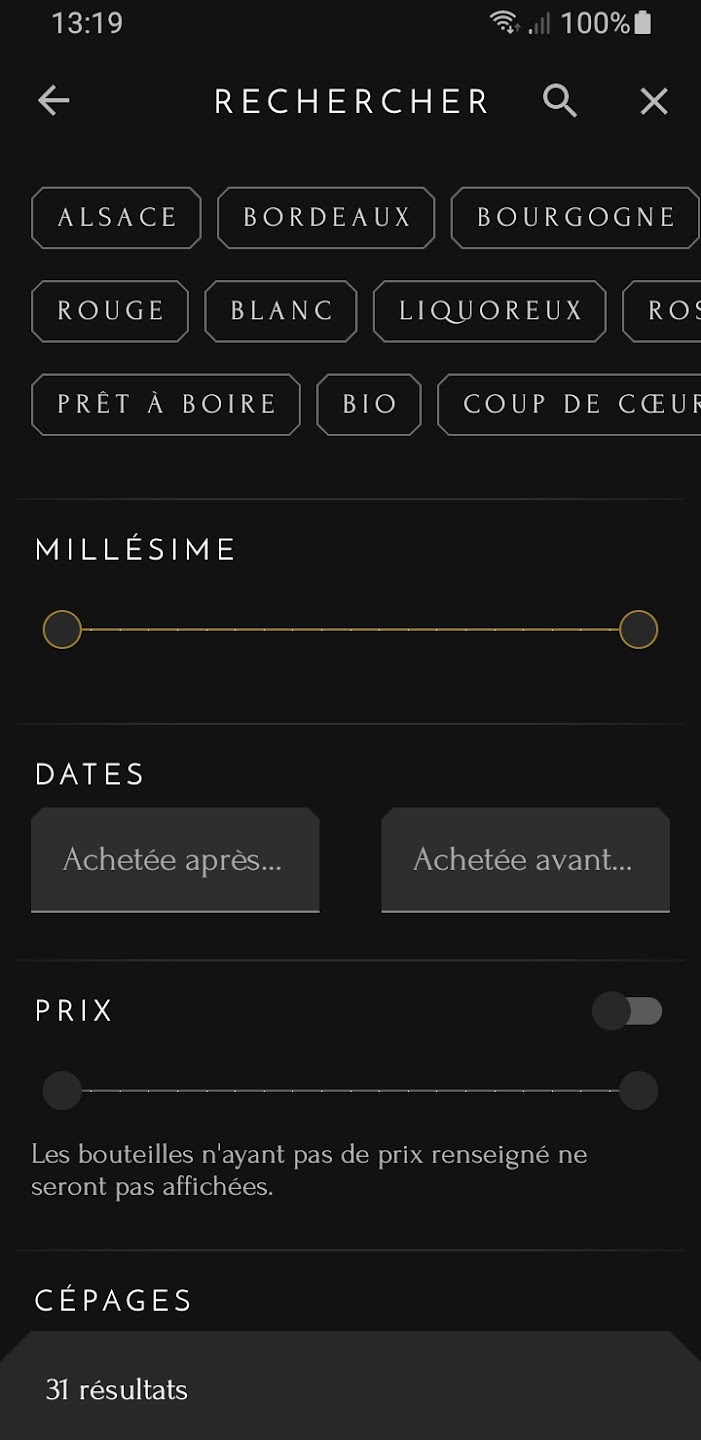 13:19 100%
RECHERCHER
ALSACE BORDEAUX BOURGOGNE
ROUGE BLANC LIQUOREUX ROS
PRÊT À BOIRE BIO COUP DE CŒUR
MILLÉSIME
DATES
Achetée après... Achetée avant...
PRIX
Les bouteilles n'ayant pas de prix renseigné ne
seront pas affichées.
CÉPAGES
31 résultats